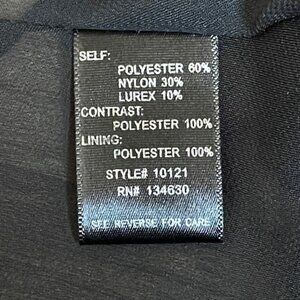 SELF:
POLYESTER 60%
NYLON 30%
LUREX 10%
CONTRAST:
POLYESTER 100%
LINING:
POLYESTER 100%
STYLE# 10121
RN# 134630
SEE REVERSE FOR CARE